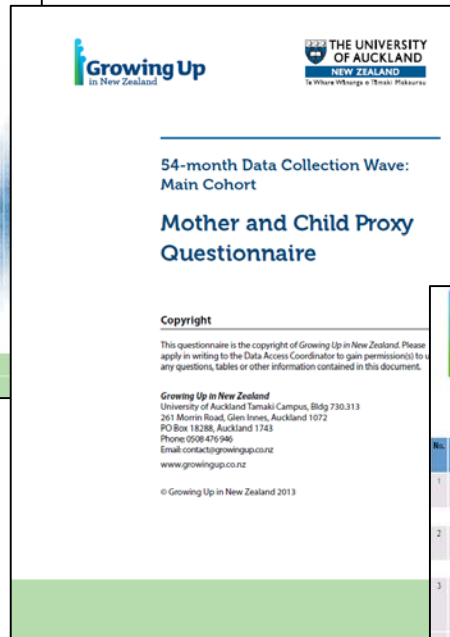 Growing Up
in New Zealand
THE UNIVERSITY
OF AUCKLAND
NEW ZEALAND
Te Whare Wānanga o Tāmaki Makaurau
54-month Data Collection Wave:
Main Cohort
Mother and Child Proxy
Questionnaire
Copyright
This questionnaire is the copyright of Growing Up in New Zealand. Please
apply in writing to the Data Access Coordinator to gain permission(s) to
any questions, tables or other information contained in this document.
Growing Up in New Zealand
University of Auckland Tamaki Campus, Bldg 730.313
261 Morrin Road, Glen Innes, Auckland 1072
PO Box 18288, Auckland 1743
Phone 0508 476 946
Email: contact@growingup.co.nz
www.growingup.co.nz
© Growing Up in New Zealand 2013
No.
1
2
3